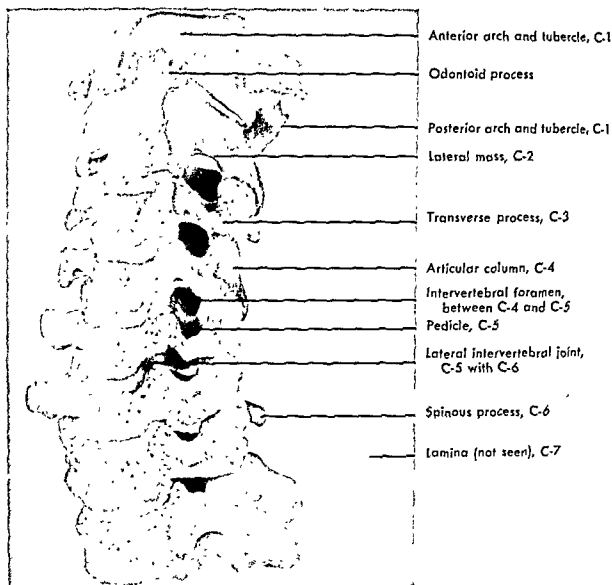 Anterior arch and tubercle, C-1
Odontoid process
Posterior arch and tubercle, C-1
Lateral mass, C-2
Transverse process, C-3
Articular column, C-4
Intervertebral foramen,
between C-4 and C-5
Pedicle, C-5
Lateral intervertebral joint,
C-5 with C-6
Spinous process, C-6
Lamina (not seen), C-7